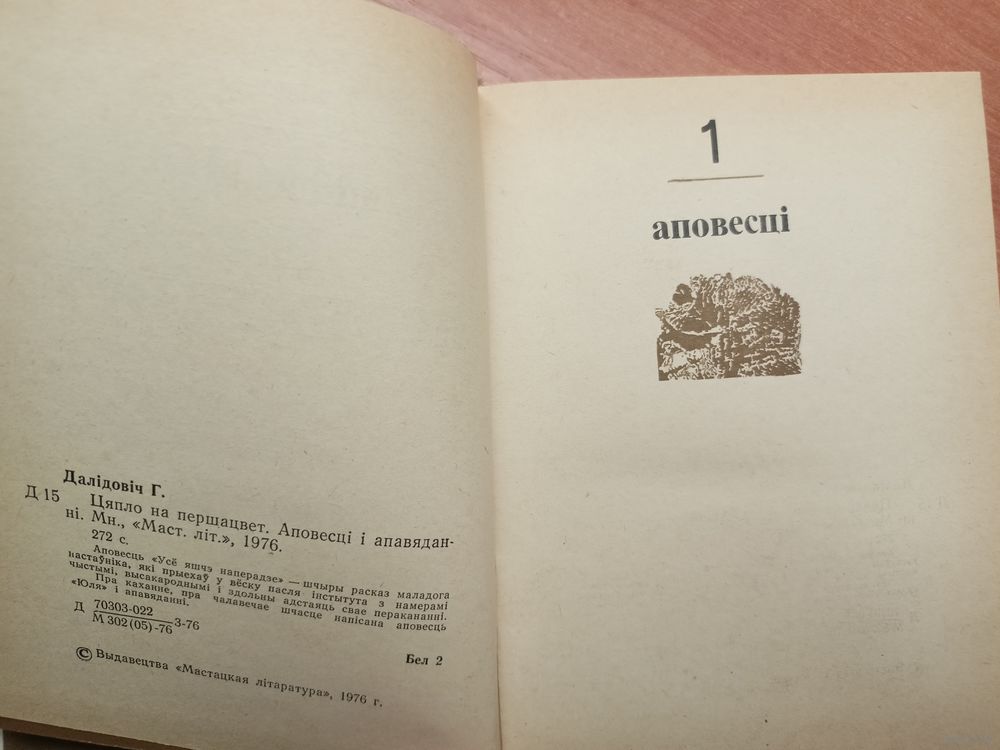 Далідовіч Г.
Д 15 Цяпло на першацвет. Аповесці і апавядан-
ні. Мн., «Маст. літ.», 1976.
272 с.
Аповесць «Усё яшчэ наперадзе» — шчыры расказ маладога
настаўніка, які прыехаў у вёску пасля інстытута з намерамі
чыстымі, высакароднымі і здольны адстаяць свае перакананні.
Пра каханне, пра чалавечае шчасце напісана аповесць
«Юля» і апавяданні.
Д 70303-022 3-76
М 302(05)-76
Бел 2
© Выдавецтва «Мастацкая літаратура», 1976 г.
1
аповесці